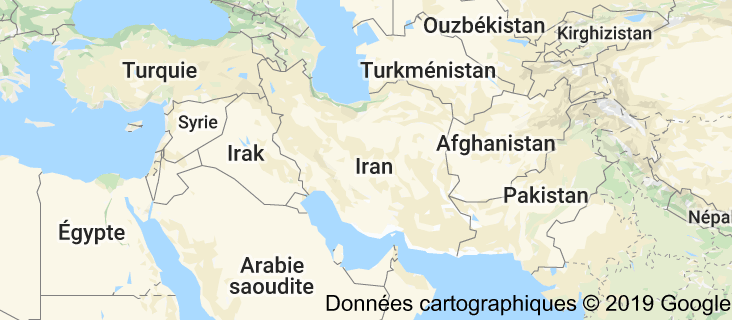 Ouzbékistan
Kirghizistan
Turquie
Turkménistan
Syrie
Afghanistan
Irak
Iran
Pakistan
Népal
Égypte
Arabie
saoudite
Données cartographiques © 2019 Google